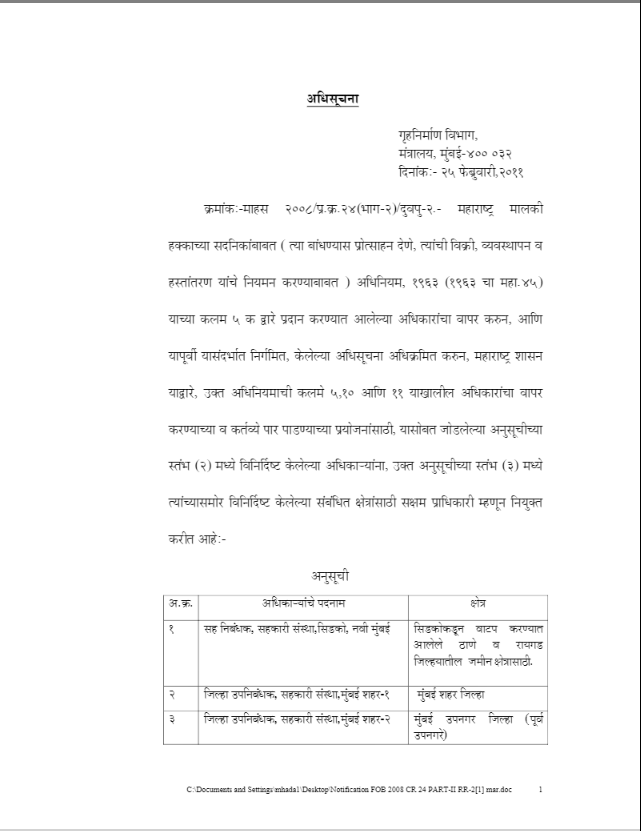 अधिसूचना
गृहनिर्माण विभाग,
मंत्रालय, मुंबई-४०० ०३२
दिनांक:- २५ फेब्रुवारी,२०११
क्रमांक:-माहस २००८/प्र.क्र.२४(भाग-२)/दुवपु-२.- महाराष्ट्र मालकी
हक्काच्या सदनिकांबाबत ( त्या बांधण्यास प्रोत्साहन देणे, त्यांची विक्री, व्यवस्थापन व
हस्तांतरण यांचे नियमन करण्याबाबत ) अधिनियम, १९६३ (१९६३ चा महा.४५)
याच्या कलम ५ क द्वारे प्रदान करण्यात आलेल्या अधिकारांचा वापर करुन, आणि
यापूर्वी यासंदर्भात निर्गमित, केलेल्या अधिसूचना अधिक्रमित करुन, महाराष्ट्र शासन
याद्वारे, उक्त अधिनियमाची कलमे ५,१० आणि ११ याखालील अधिकारांचा वापर
करण्याच्या व कर्तव्ये पार पाडण्याच्या प्रयोजनांसाठी, यासोबत जोडलेल्या अनुसूचीच्या
स्तंभ (२) मध्ये विनिर्दिष्ट केलेल्या अधिकाऱ्यांना, उक्त अनुसूचीच्या स्तंभ (३) मध्ये
त्यांच्यासमोर विनिर्दिष्ट केलेल्या संबंधित क्षेत्रांसाठी सक्षम प्राधिकारी म्हणून नियुक्त
करीत आहे:-
अनुसूची
अ.क्र. अधिकाऱ्यांचे पदनाम क्षेत्र
१ सह निबंधक, सहकारी संस्था,सिडको, नवी मुंबई सिडकोकडून वाटप करण्यात
आलेले ठाणे व रायगड
जिल्हयातील जमीन क्षेत्रासाठी.
२ जिल्हा उपनिबंधक, सहकारी संस्था,मुंबई शहर-१ मुंबई शहर जिल्हा
३ जिल्हा उपनिबंधक, सहकारी संस्था,मुंबई शहर-२ मुंबई उपनगर जिल्हा (पूर्व
उपनगरे)
C:\Documents and Settings\mhada1\Desktop\Notification FOB 2008 CR 24 PART-II RR-2[1] mar.doc 1